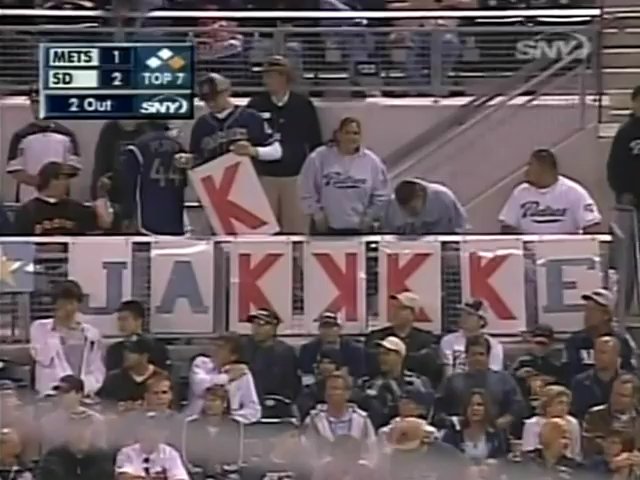 METS 1
SD 2
TOP 7
2 Out
SNY
SNY
44
Padres
Padres
K
J A K K K K E